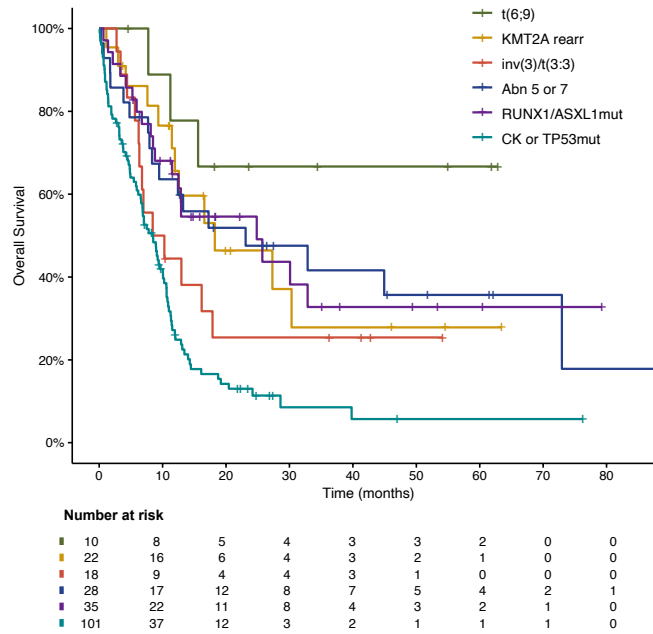 100%
80%
60%
40%
20%
0%
Overall Survival
t(6;9)
KMT2A rearr
inv(3)/t(3:3)
Abn 5 or 7
RUNX1/ASXL1mut
CK or TP53mut
0 10 20 30 40 50 60 70 80
Time (months)
Number at risk
10 8 5 4 3 3 2 0 0
22 16 6 4 3 2 1 0 0
18 9 4 4 3 1 0 0 0
28 17 12 8 7 5 4 2 1
35 22 11 8 4 3 2 1 0
101 37 12 3 2 1 1 1 0